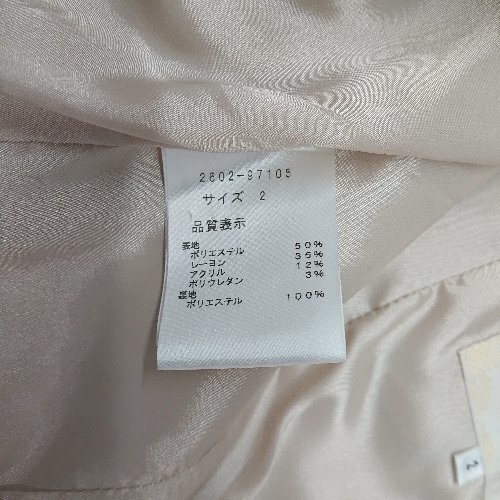 2602-97105
サイズ 2
品質表示
表地
ポリエステル 50%
レーヨン 35%
アクリル 12%
ポリウレタン 3%
裏地
ポリエステル 100%
2